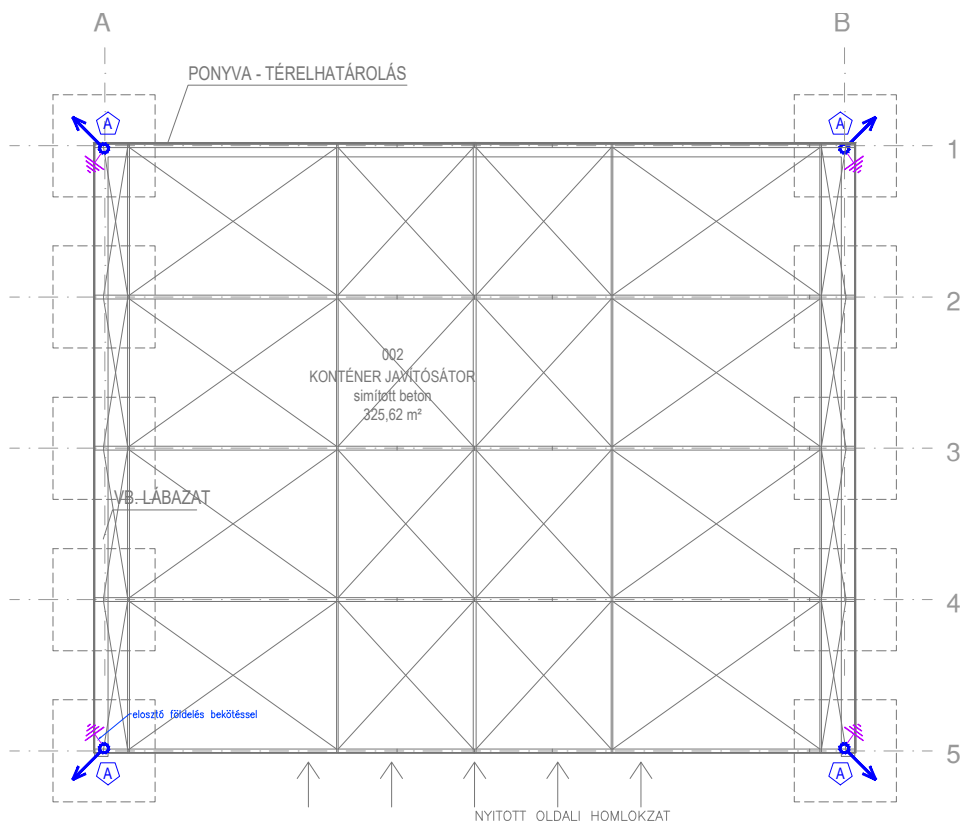 A
B
PONYVA - TÉRELHATÁROLÁS
A
A
1
2
002
KONTÉNER JAVÍTÓSÁTOR
simított beton
325,62 m²
3
VB. LÁBAZAT
4
elosztó földelés bekötéssel
5
A
A
NYITOTT OLDALI HOMLOKZAT